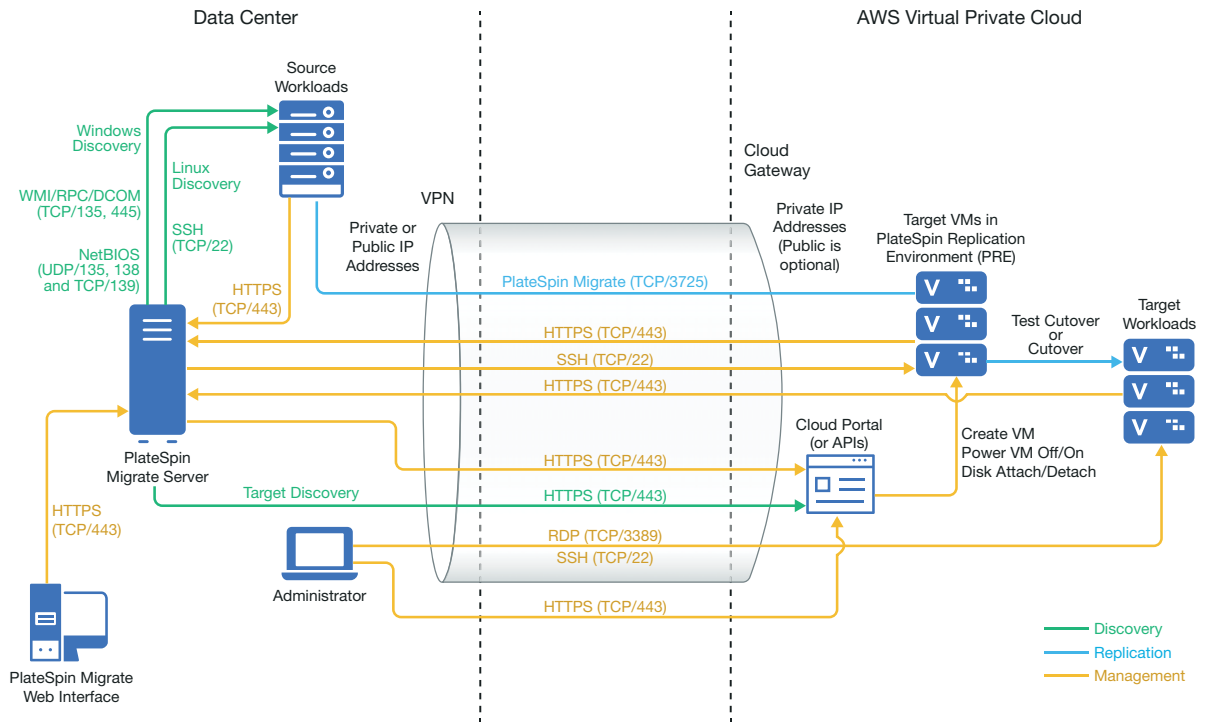 Data Center
AWS Virtual Private Cloud
Source
Workloads
Windows
Discovery
Linux
Discovery
WMI/RPC/DCOM
(TCP/135, 445)
SSH
(TCP/22)
NetBIOS
(UDP/135, 138
and TCP/139)
HTTPS
(TCP/443)
VPN
Private or
Public IP
Addresses
Cloud
Gateway
Private IP
Addresses
(Public is
optional)
Target VMs in
PlateSpin Replication
Environment (PRE)
PlateSpin Migrate (TCP/3725)
V
V
V
HTTPS (TCP/443)
SSH (TCP/22)
HTTPS (TCP/443)
Test Cutover
or
Cutover
Target
Workloads
V
V
V
PlateSpin
Migrate Server
Cloud Portal
(or APIs)
Create VM
Power VM Off/On
Disk Attach/Detach
HTTPS (TCP/443)
Target Discovery
HTTPS (TCP/443)
HTTPS
(TCP/443)
RDP (TCP/3389)
SSH (TCP/22)
Administrator
HTTPS (TCP/443)
PlateSpin Migrate
Web Interface
Discovery
Replication
Management